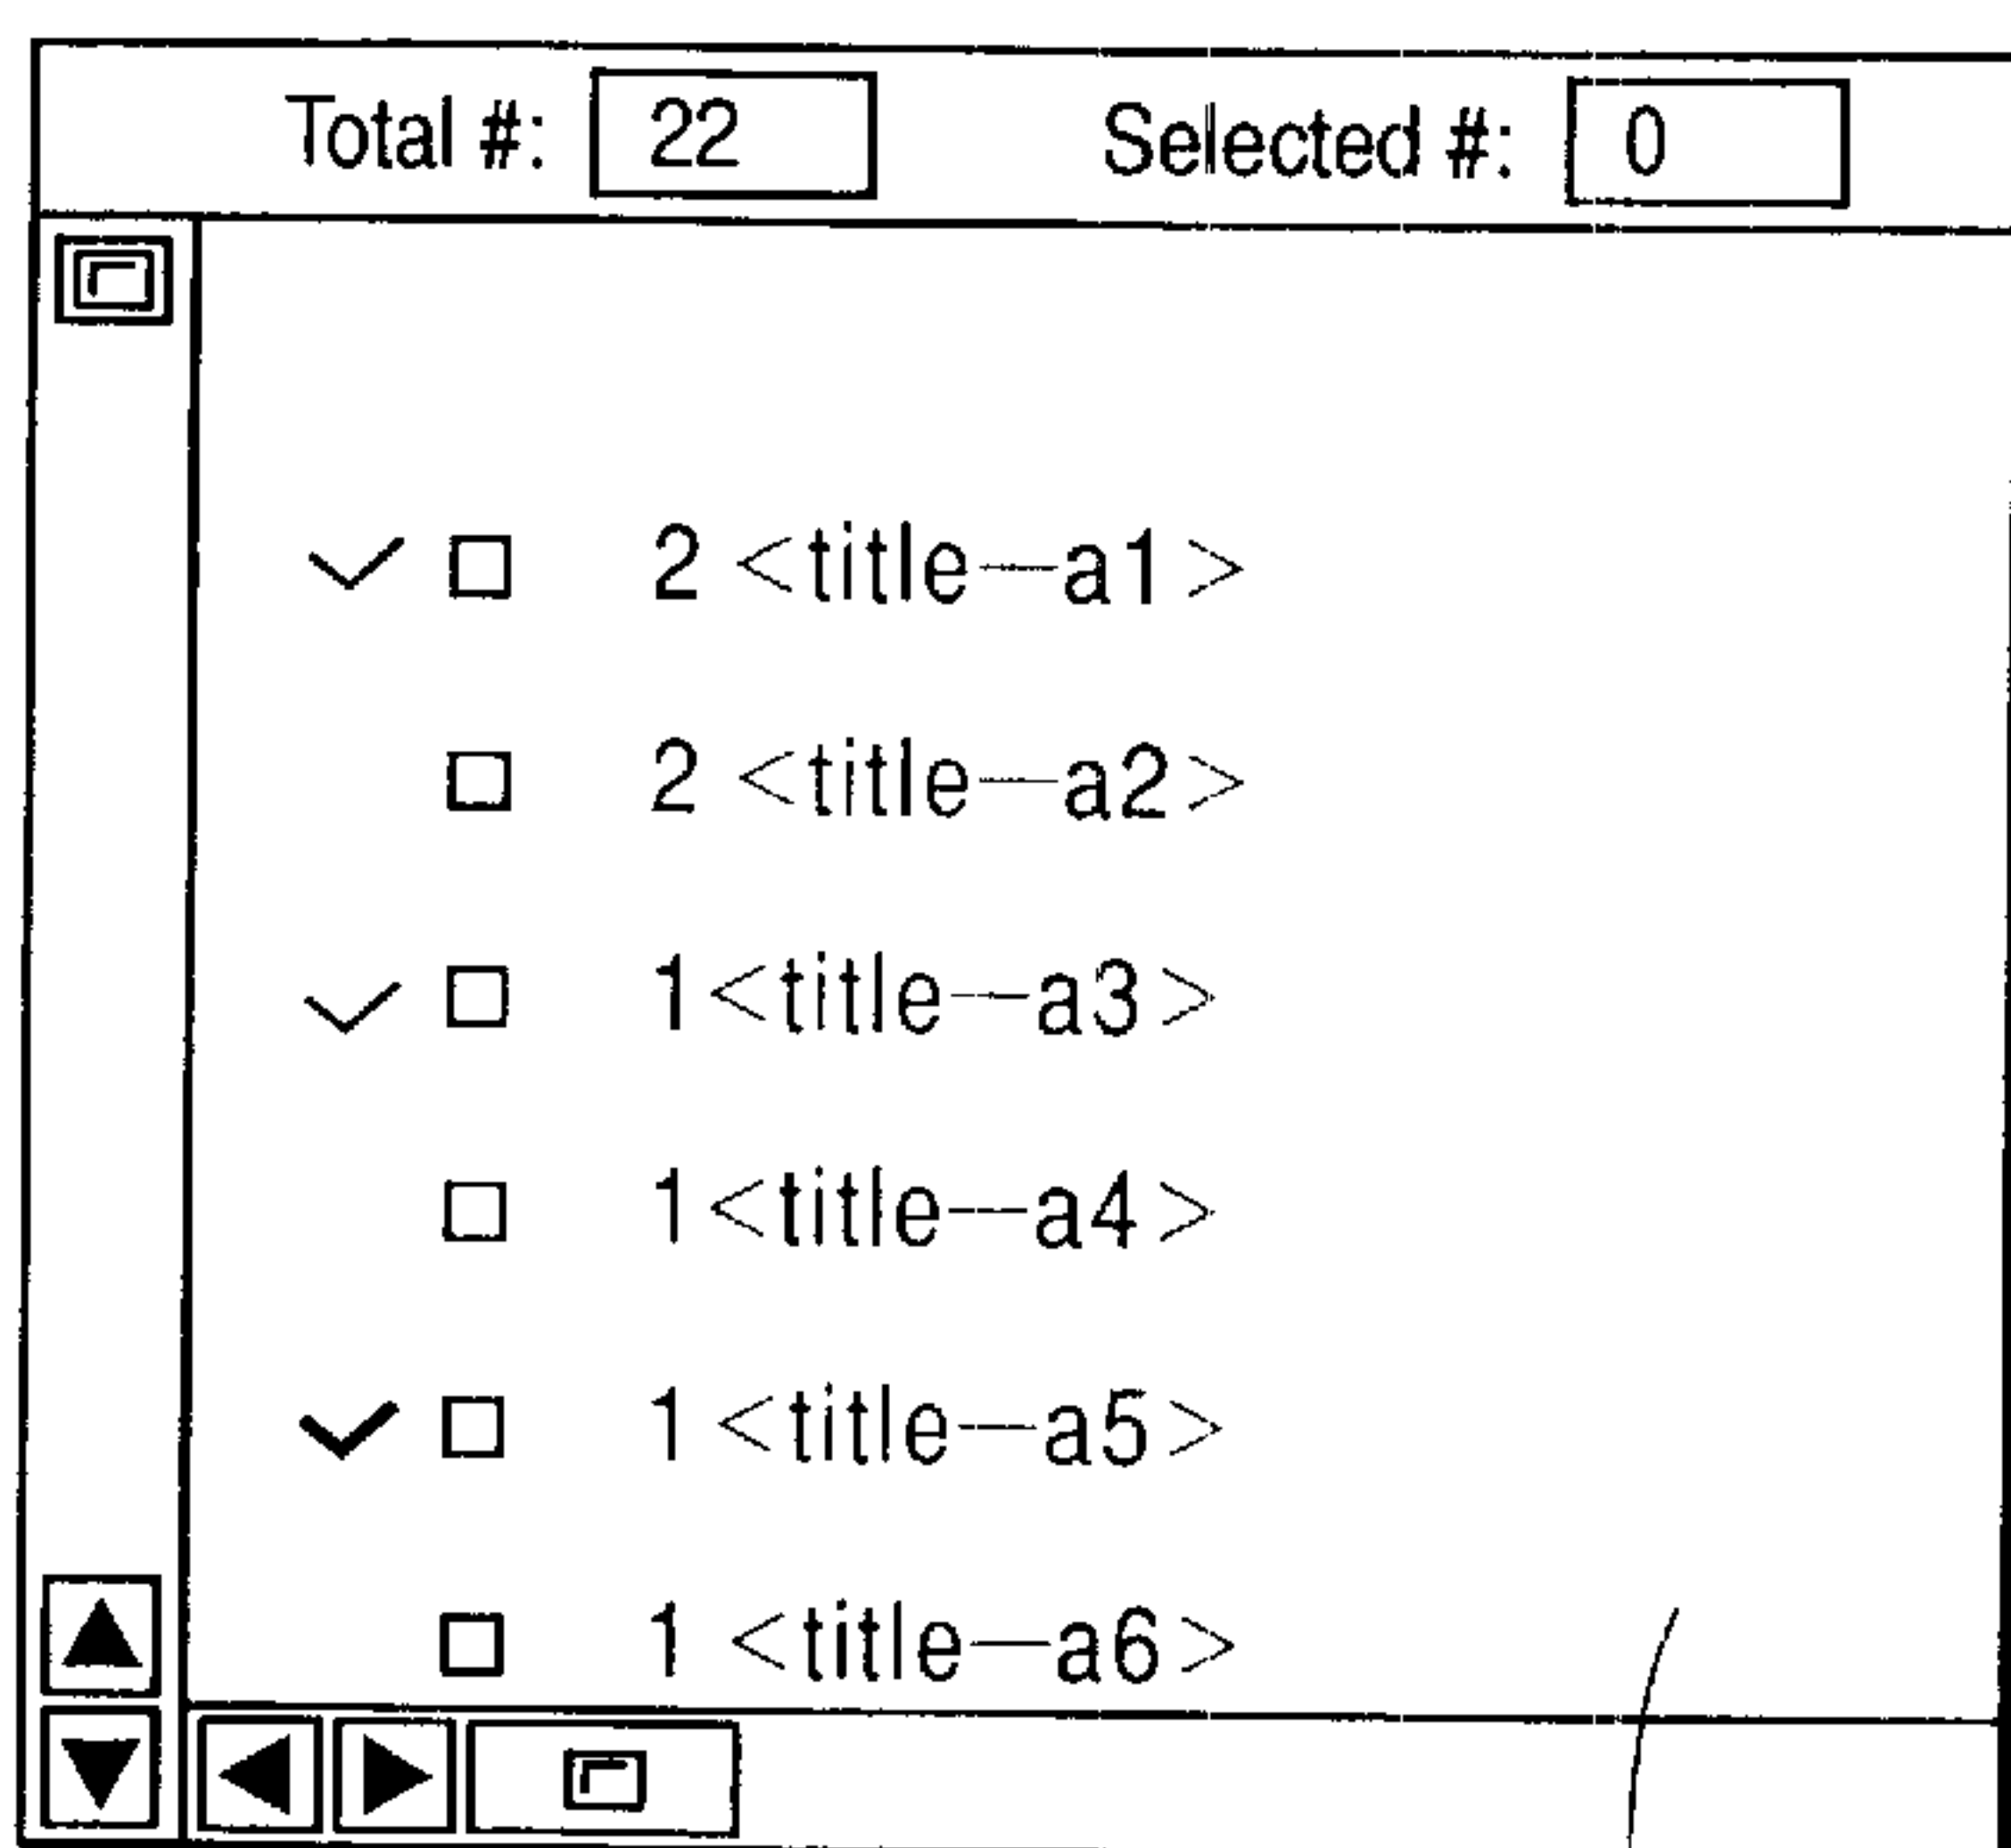 Total #: 22 Selected #: 0
2 <title—a1>
2 <title—a2>
1<title—a3>
1<title—a4>
1 <title—a5>
1 <title—a6>